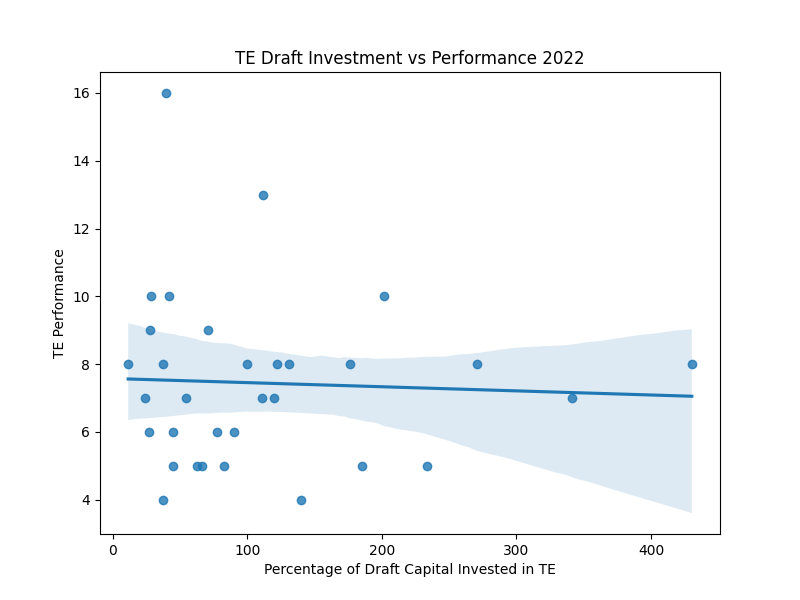 TE Draft Investment vs Performance 2022
TE Performance
16
14
12
10
8
6
4
0 100 200 300 400
Percentage of Draft Capital Invested in TE